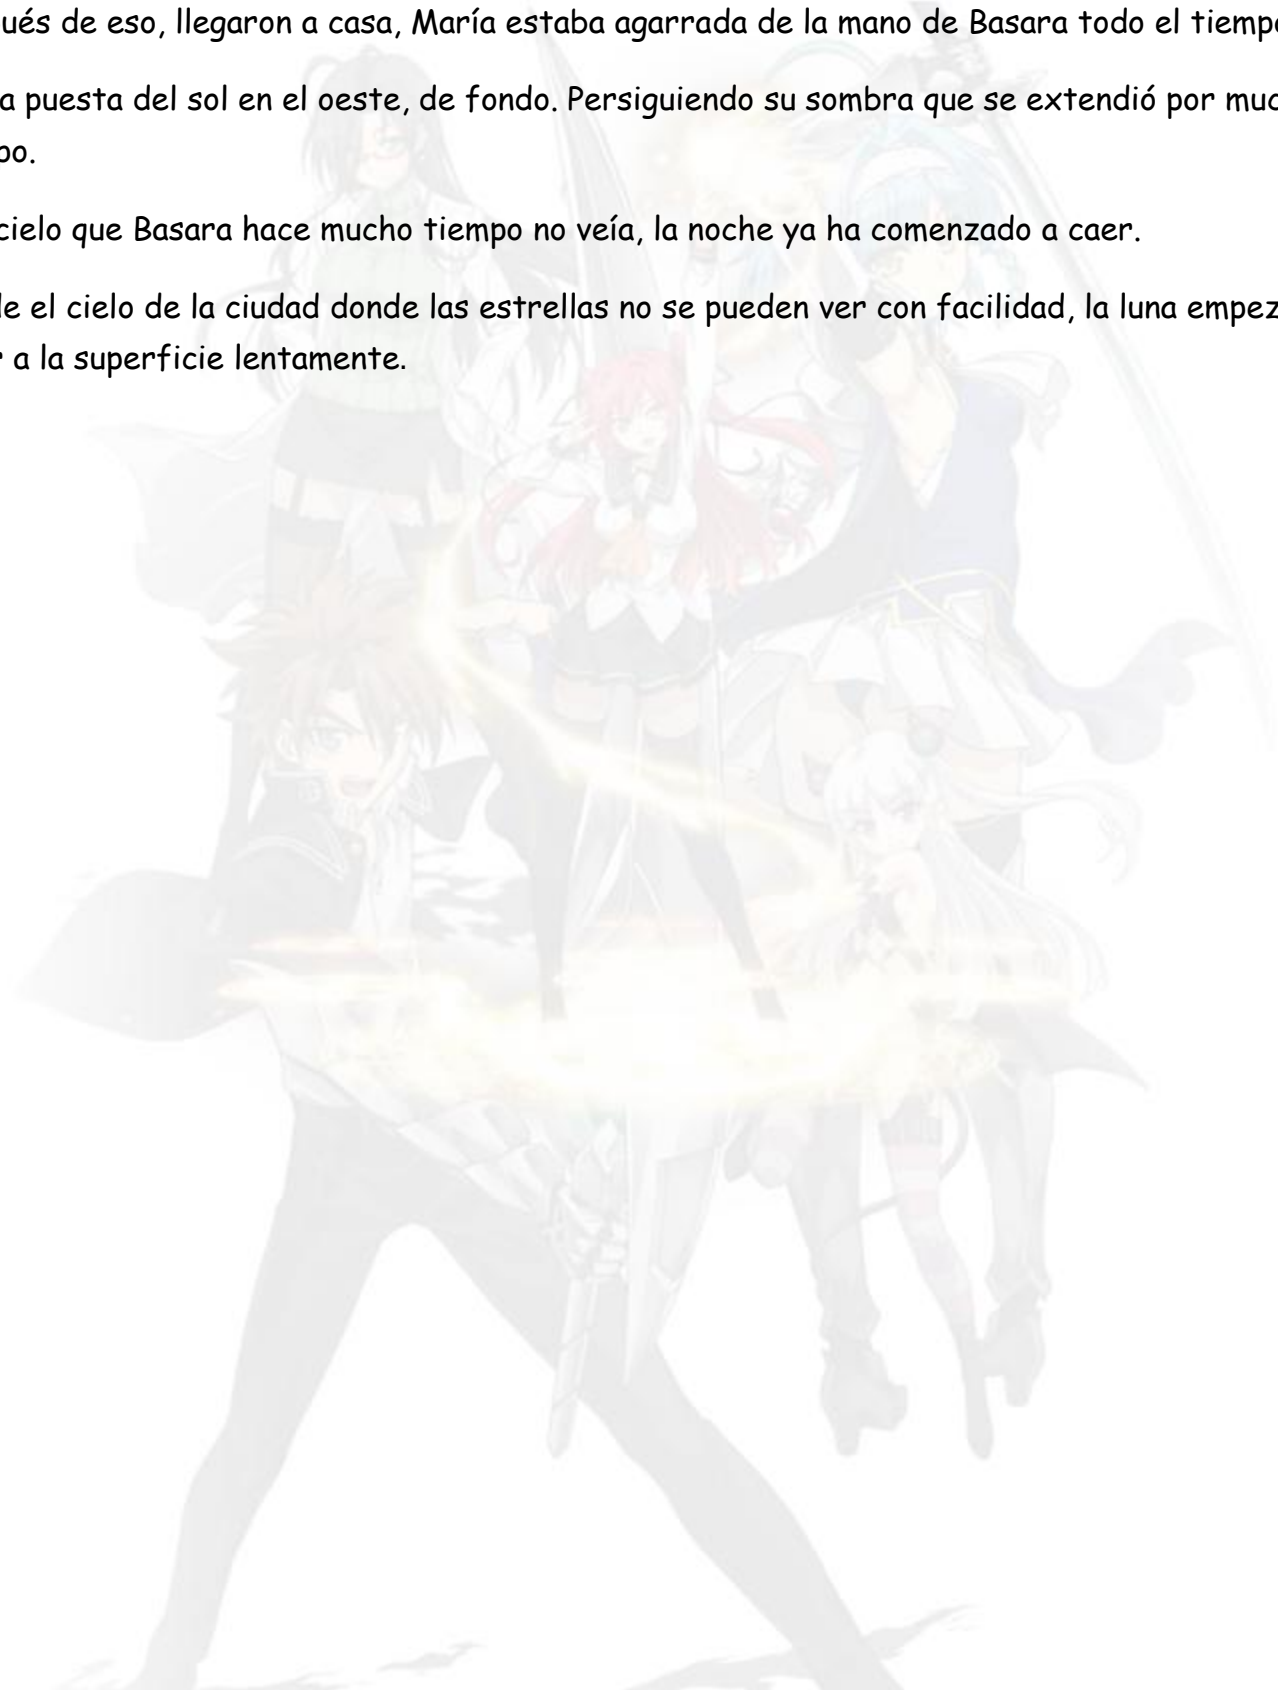 ués de eso, llegaron a casa, María estaba agarrada de la mano de Basara todo el tiempo
a puesta del sol en el oeste, de fondo. Persiguiendo su sombra que se extendió por muc
po.
cielo que Basara hace mucho tiempo no veía, la noche ya ha comenzado a caer.
le el cielo de la ciudad donde las estrellas no se pueden ver con facilidad, la luna empez
r a la superficie lentamente.